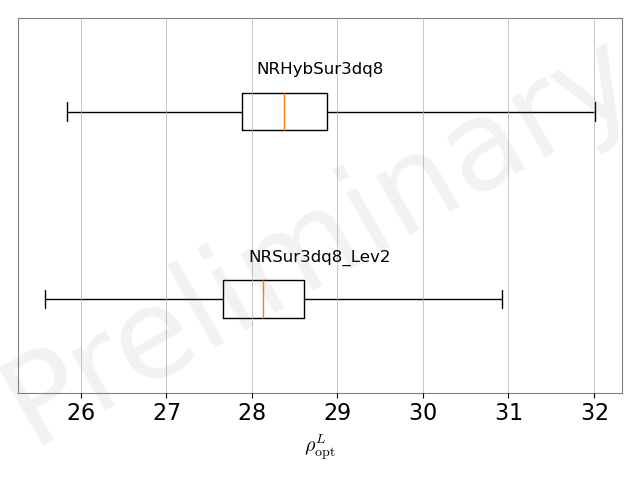 NRHybSur3dq8
NRSur3dq8_Lev2
Preliminary
26 27 28 29 30 31 32
ρ^L_opt